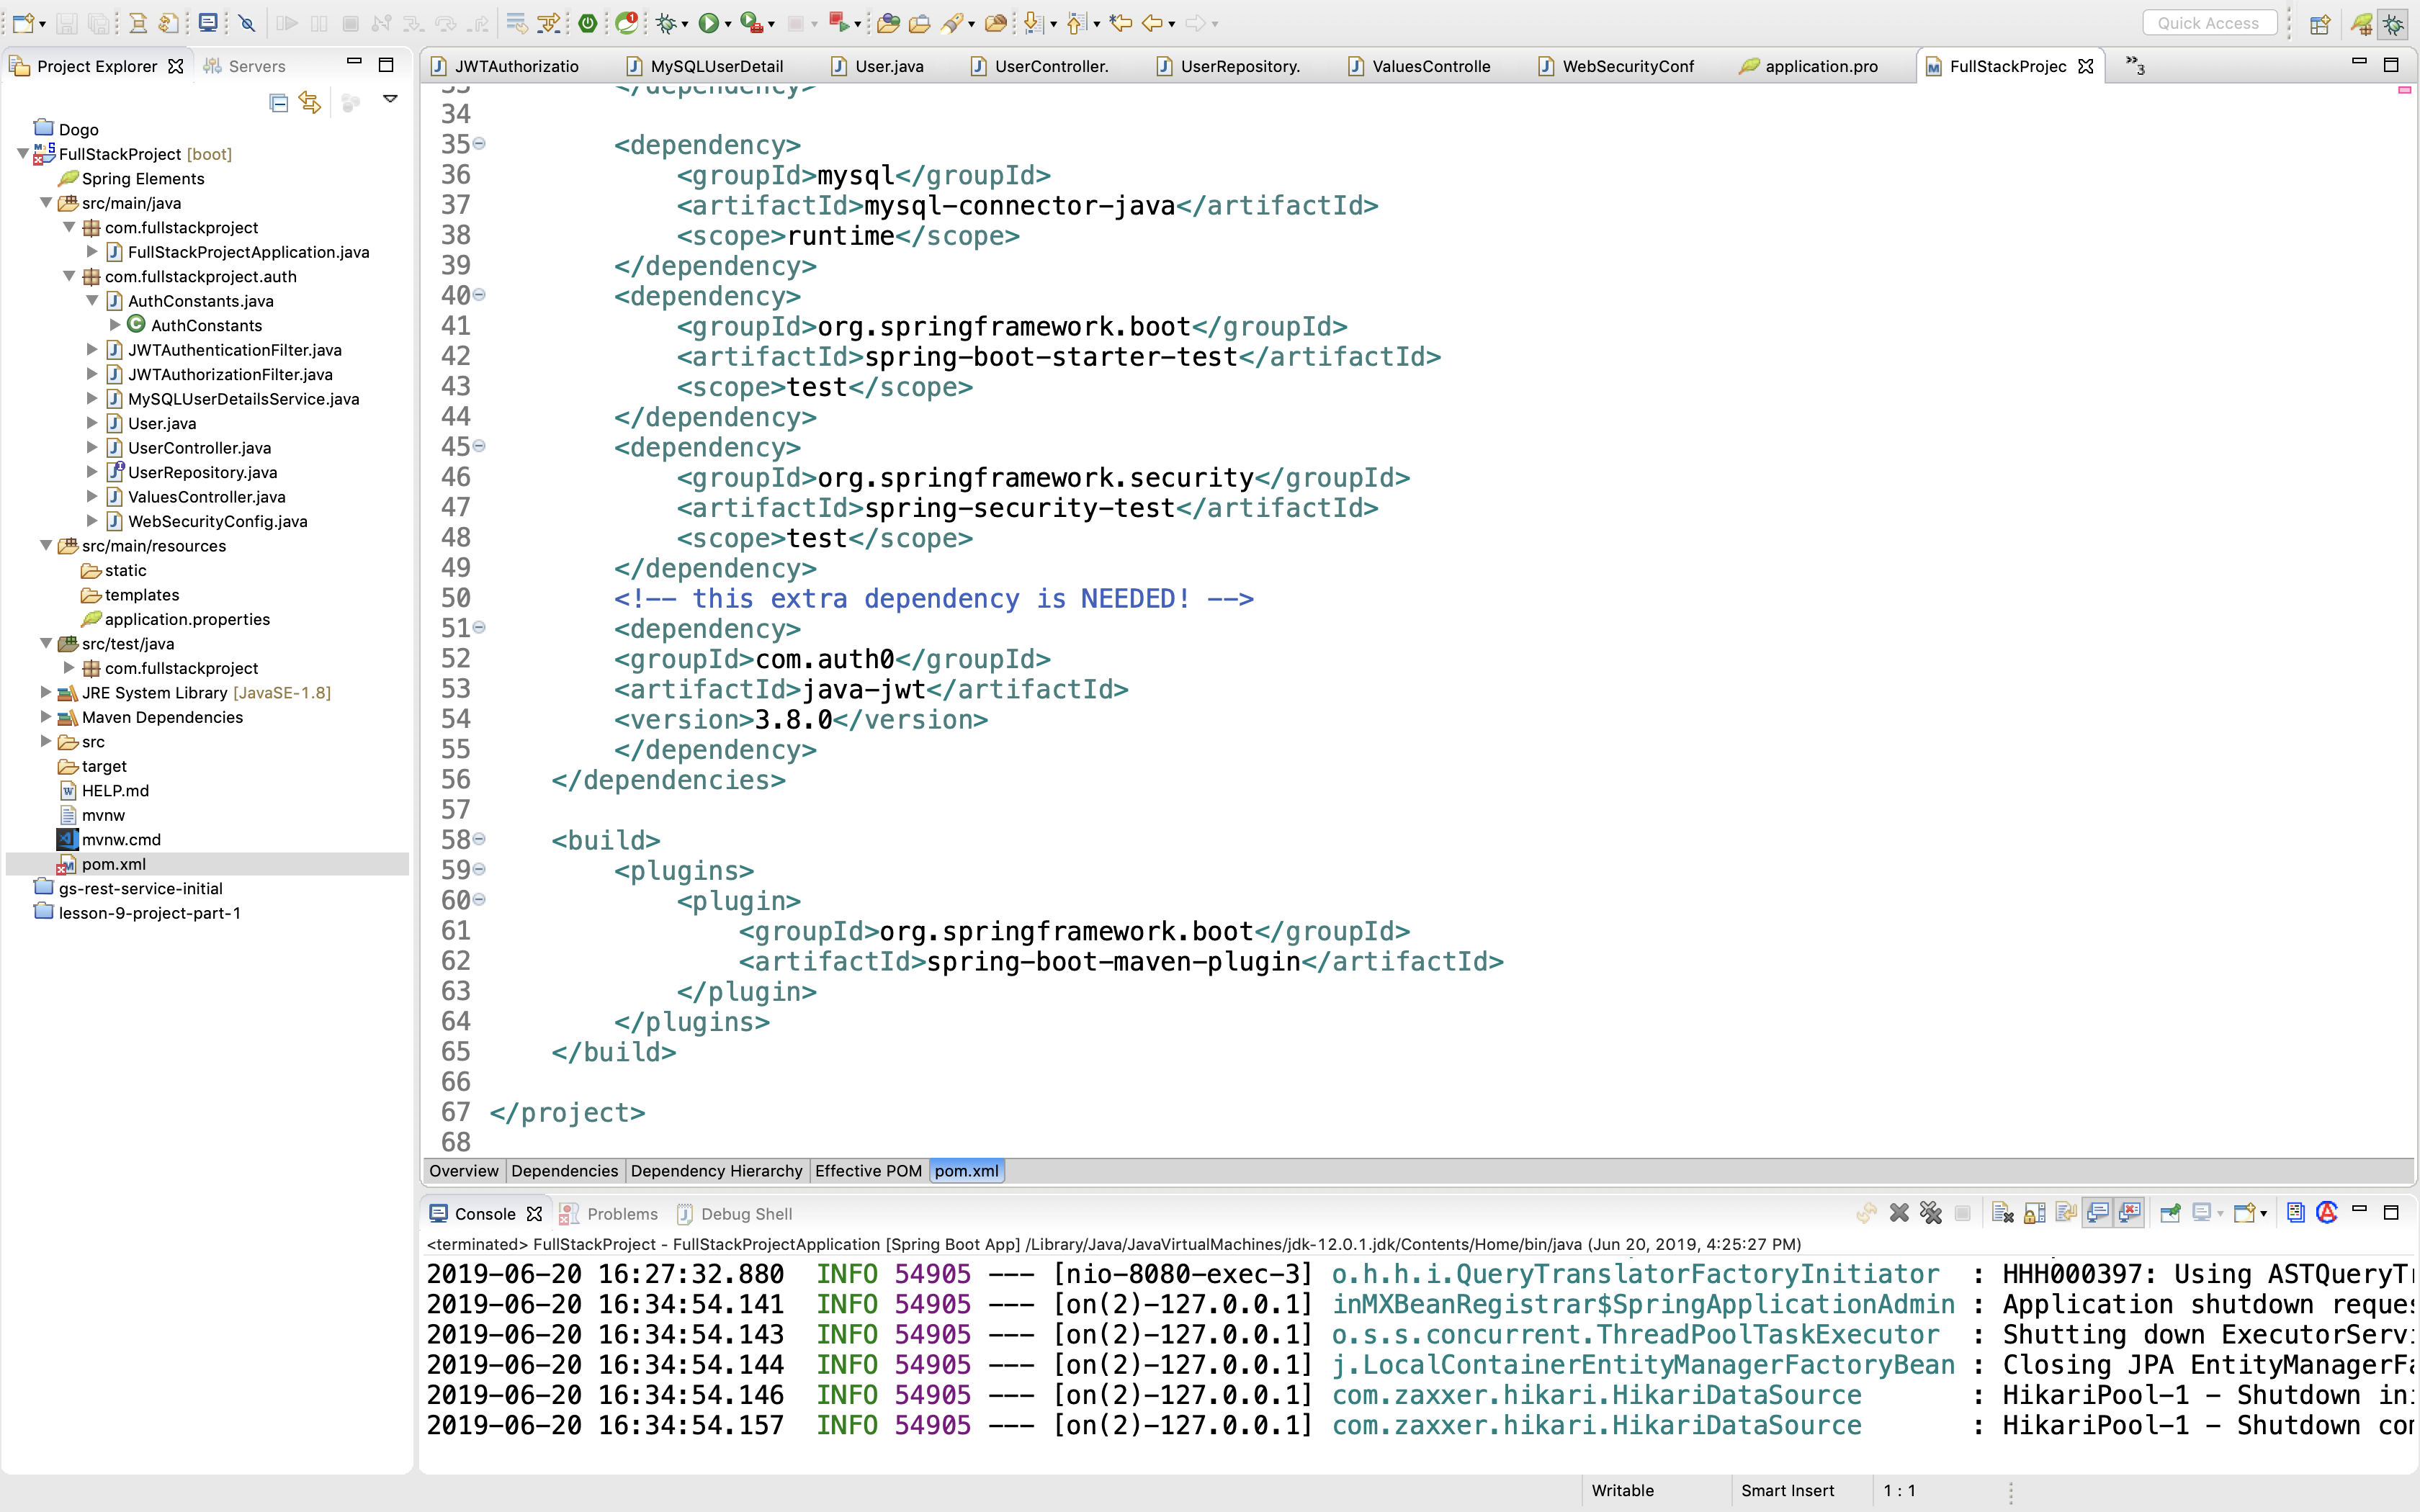 Quick Access
Project Explorer
Servers
Dogo
FullStackProject [boot]
Spring Elements
src/main/java
com.fullstackproject
FullStackProjectApplication.java
com.fullstackproject.auth
AuthConstants.java
AuthConstants
JWTAuthenticationFilter.java
JWTAuthorizationFilter.java
MySQLUserDetailsService.java
User.java
UserController.java
UserRepository.java
ValuesController.java
WebSecurityConfig.java
src/main/resources
static
templates
application.properties
src/test/java
com.fullstackproject
JRE System Library [JavaSE-1.8]
Maven Dependencies
src
target
HELP.md
mvnw
mvnw.cmd
pom.xml
gs-rest-service-initial
lesson-9-project-part-1
JWTAuthorizatio MySQLUserDetail User.java UserController. UserRepository. ValuesControlle WebSecurityConf application.pro FullStackProjec »3
33 </dependency>
34
35 <dependency>
36 <groupId>mysql</groupId>
37 <artifactId>mysql-connector-java</artifactId>
38 <scope>runtime</scope>
39 </dependency>
40 <dependency>
41 <groupId>org.springframework.boot</groupId>
42 <artifactId>spring-boot-starter-test</artifactId>
43 <scope>test</scope>
44 </dependency>
45 <dependency>
46 <groupId>org.springframework.security</groupId>
47 <artifactId>spring-security-test</artifactId>
48 <scope>test</scope>
49 </dependency>
50 <!-- this extra dependency is NEEDED! -->
51 <dependency>
52 <groupId>com.auth0</groupId>
53 <artifactId>java-jwt</artifactId>
54 <version>3.8.0</version>
55 </dependency>
56 </dependencies>
57
58 <build>
59 <plugins>
60 <plugin>
61 <groupId>org.springframework.boot</groupId>
62 <artifactId>spring-boot-maven-plugin</artifactId>
63 </plugin>
64 </plugins>
65 </build>
66
67 </project>
68
Overview Dependencies Dependency Hierarchy Effective POM pom.xml
Console Problems Debug Shell
<terminated> FullStackProject - FullStackProjectApplication [Spring Boot App] /Library/Java/JavaVirtualMachines/jdk-12.0.1.jdk/Contents/Home/bin/java (Jun 20, 2019, 4:25:27 PM)
2019-06-20 16:27:32.880 INFO 54905 --- [nio-8080-exec-3] o.h.h.i.QueryTranslatorFactoryInitiator : HHH000397: Using ASTQueryTr
2019-06-20 16:34:54.141 INFO 54905 --- [on(2)-127.0.0.1] inMXBeanRegistrar$SpringApplicationAdmin : Application shutdown reques
2019-06-20 16:34:54.143 INFO 54905 --- [on(2)-127.0.0.1] o.s.s.concurrent.ThreadPoolTaskExecutor : Shutting down ExecutorServi
2019-06-20 16:34:54.144 INFO 54905 --- [on(2)-127.0.0.1] j.LocalContainerEntityManagerFactoryBean : Closing JPA EntityManagerFa
2019-06-20 16:34:54.146 INFO 54905 --- [on(2)-127.0.0.1] com.zaxxer.hikari.HikariDataSource : HikariPool-1 - Shutdown ini
2019-06-20 16:34:54.157 INFO 54905 --- [on(2)-127.0.0.1] com.zaxxer.hikari.HikariDataSource : HikariPool-1 - Shutdown com
Writable Smart Insert 1 : 1